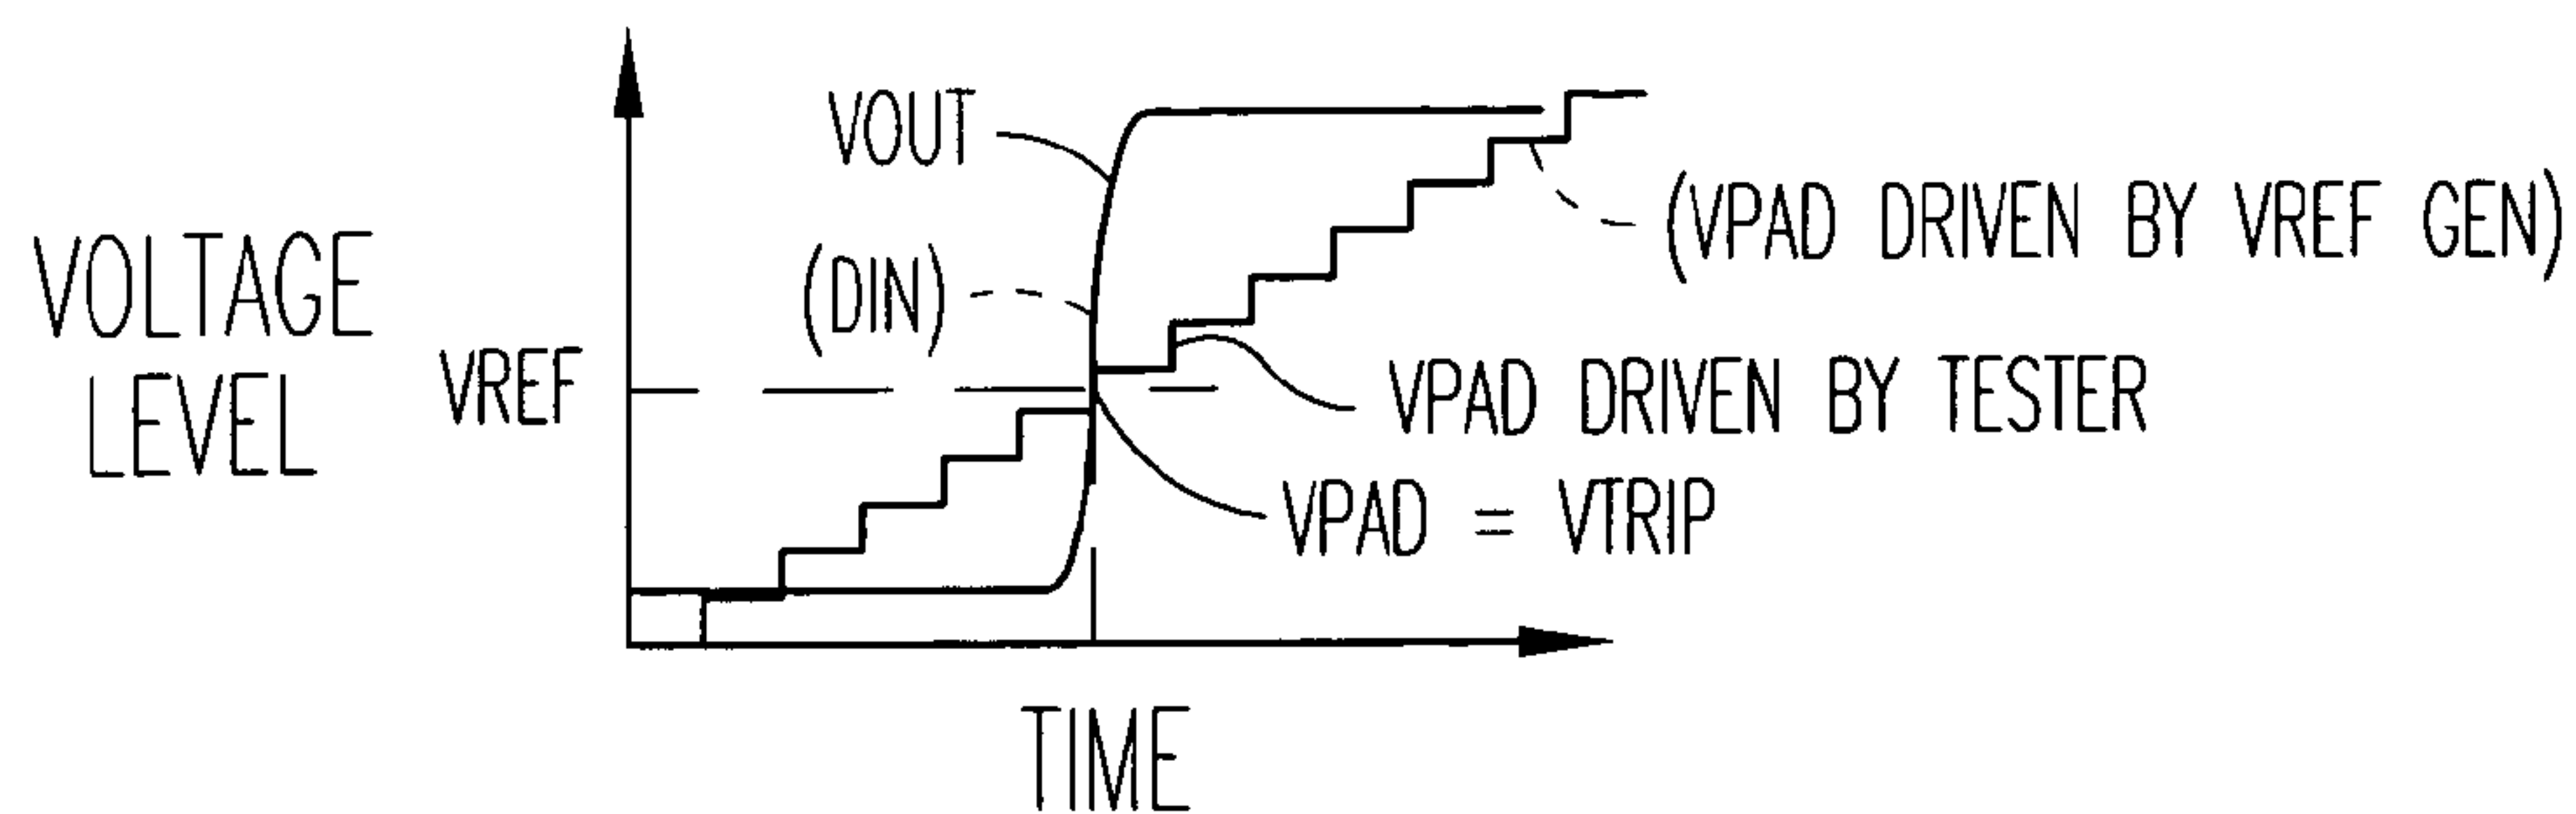 VOUT
(DIN)
VOLTAGE
LEVEL
VREF
(VPAD DRIVEN BY VREF GEN)
VPAD DRIVEN BY TESTER
VPAD = VTRIP
TIME